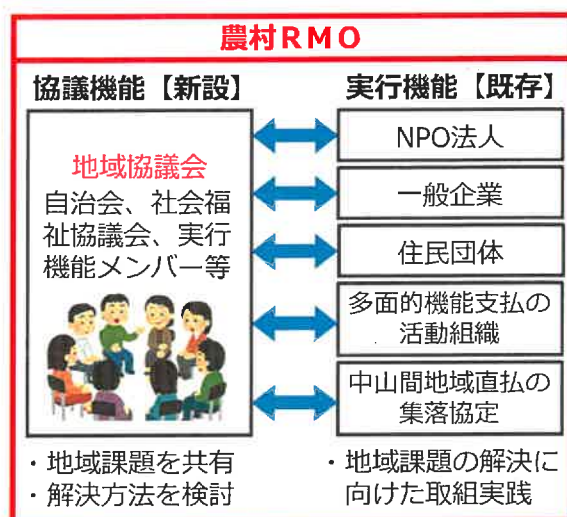 農村RMO
協議機能【新設】
地域協議会
自治会、社会福
祉協議会、実行
機能メンバー等
・地域課題を共有
・解決方法を検討
実行機能【既存】
NPO法人
一般企業
住民団体
多面的機能支払の
活動組織
中山間地域直払の
集落協定
・地域課題の解決に
向けた取組実践